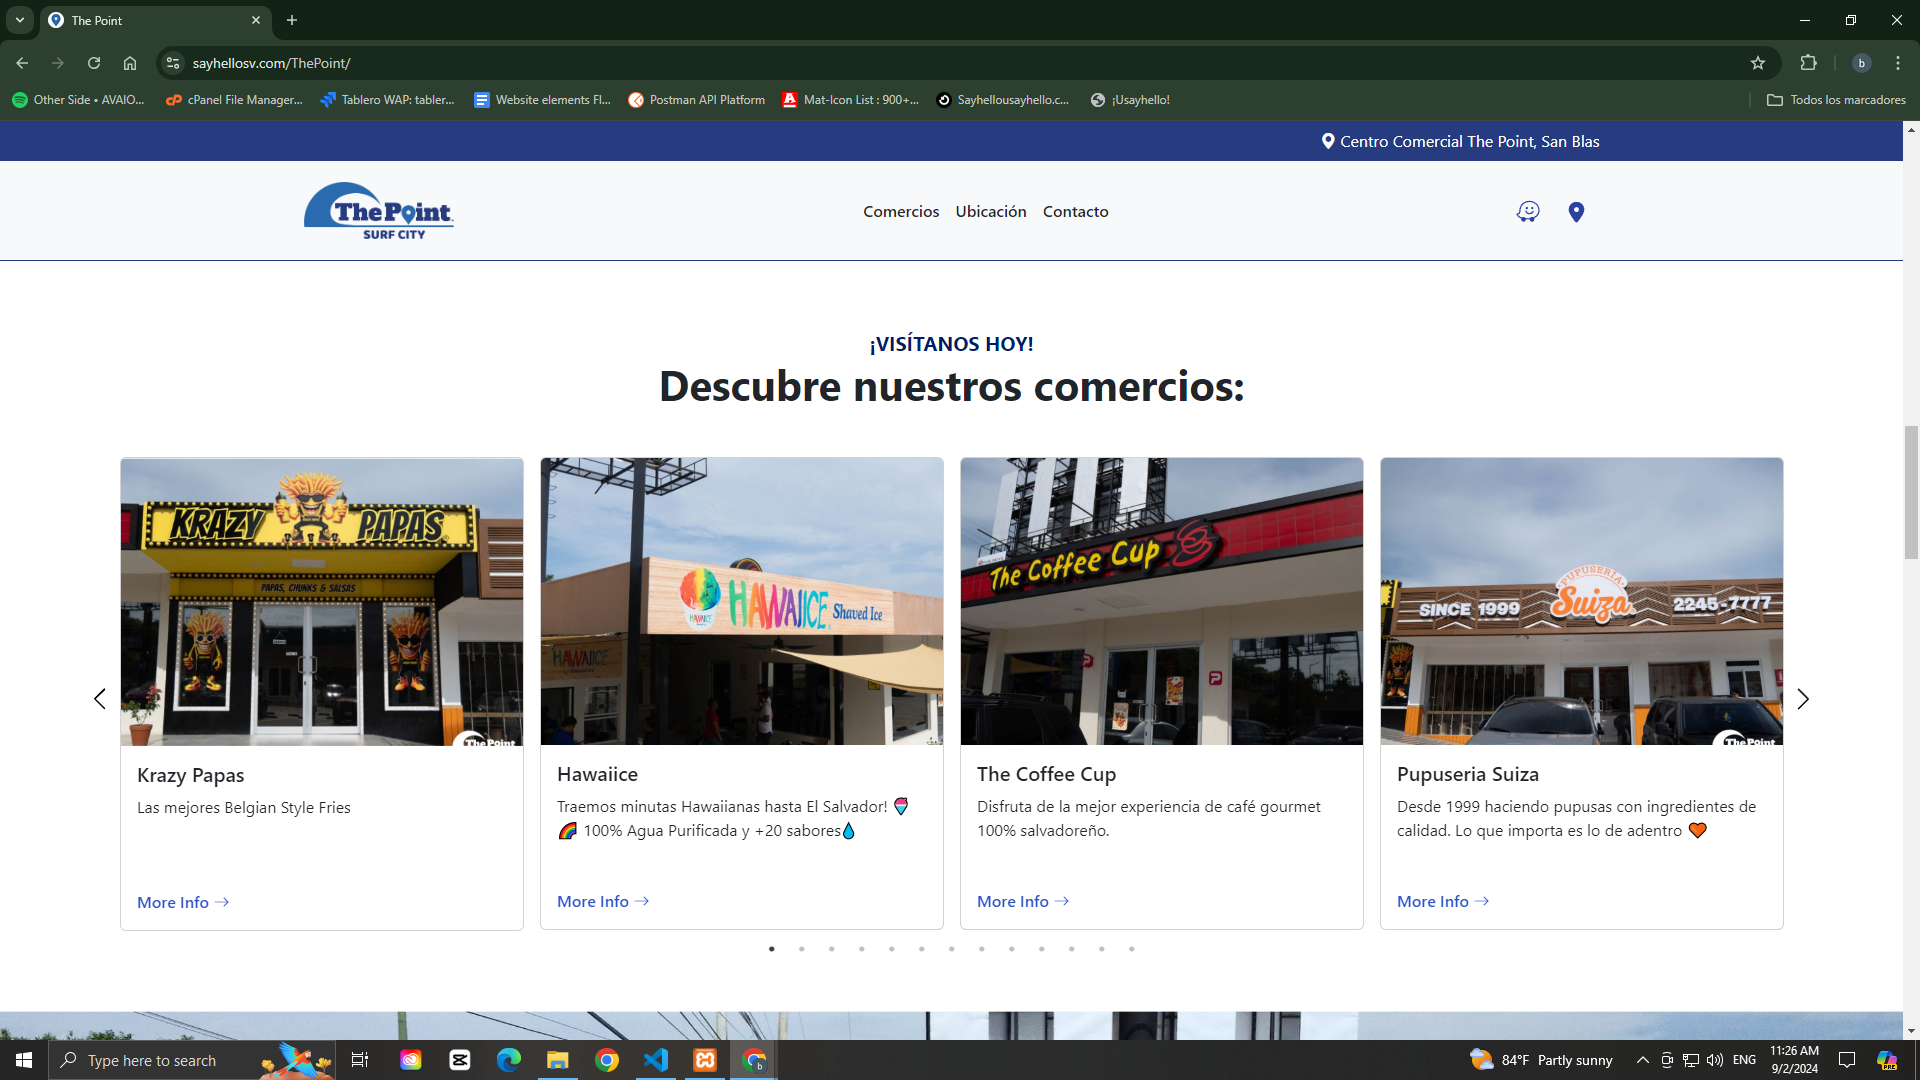 The Point
sayhellosv.com/ThePoint/
b
Other Side • AVAIO...
cPanel File Manager...
Tablero WAP: tabler...
Website elements Fl...
Postman API Platform
Mat-Icon List : 900+...
Sayhellousayhello.c...
¡Usayhello!
Todos los marcadores
Centro Comercial The Point, San Blas
The Point
SURF CITY
Comercios
Ubicación
Contacto
¡VISÍTANOS HOY!
Descubre nuestros comercios:
KRAZY PAPAS
PAPAS, CHUNKS & SALSAS
The Point
HAWAIICE Shaved Ice
HAWAIICE
HAWAIICE
The Coffee Cup
PUPUSERIA
SINCE 1999 Suiza 2245-7777
The Point
Krazy Papas
Las mejores Belgian Style Fries
More Info
Hawaiice
Traemos minutas Hawaiianas hasta El Salvador! 🍧
🌈 100% Agua Purificada y +20 sabores💧
More Info
The Coffee Cup
Disfruta de la mejor experiencia de café gourmet
100% salvadoreño.
More Info
Pupuseria Suiza
Desde 1999 haciendo pupusas con ingredientes de
calidad. Lo que importa es lo de adentro 🧡
More Info
Type here to search
84°F Partly sunny
ENG
11:26 AM
9/2/2024